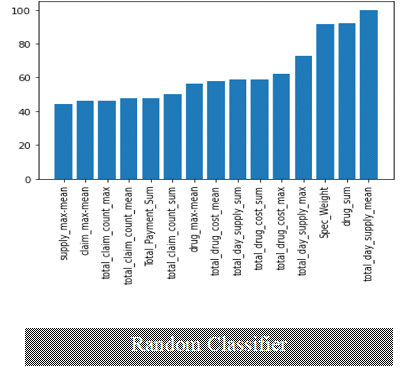 100
80
60
40
20
0
supply_max-mean
claim_max-mean
total_claim_count_max
total_claim_count_mean
Total_Payment_Sum
total_claim_count_sum
drug_max-mean
total_drug_cost_mean
total_day_supply_sum
total_drug_cost_sum
total_drug_cost_max
total_day_supply_max
Spec_Weight
drug_sum
total_day_supply_mean
Random Classifier